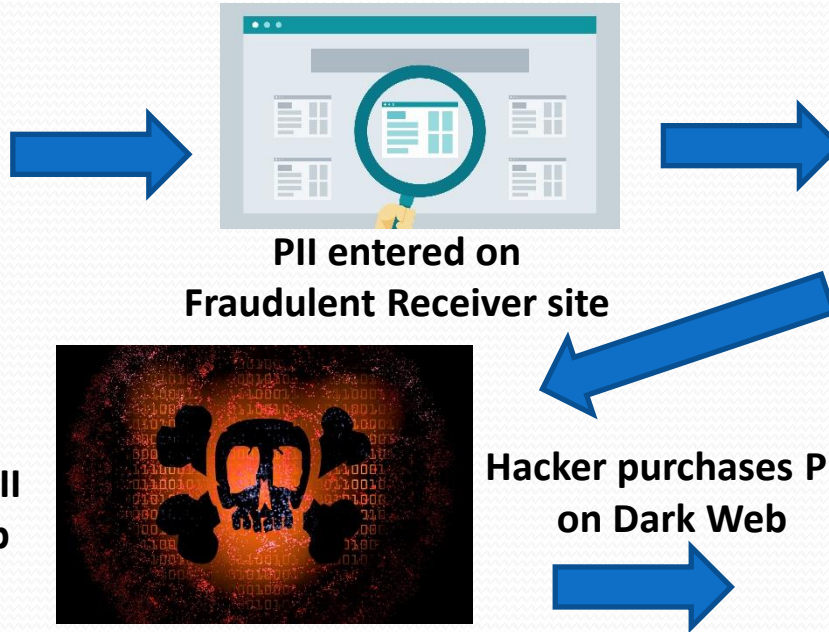 PII entered on
Fraudulent Receiver site
Hacker purchases P
on Dark Web